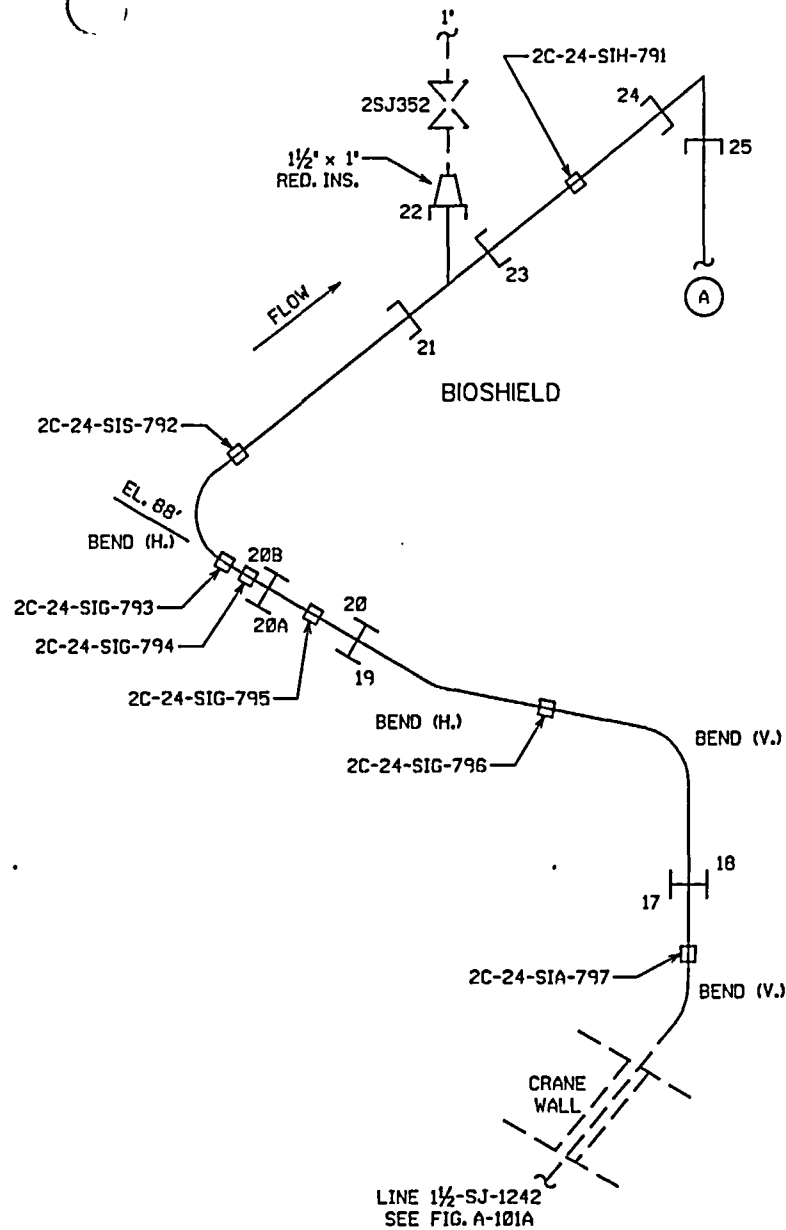 1"
2C-24-SIH-791
2SJ352
24
25
1½" x 1"
RED. INS.
22
23
A
FLOW
21
BIOSHIELD
2C-24-SIS-792
EL. 88'
BEND (H.)
20B
20
2C-24-SIG-793
20A
2C-24-SIG-794
19
2C-24-SIG-795
BEND (H.)
BEND (V.)
2C-24-SIG-796
18
17
2C-24-SIA-797
BEND (V.)
CRANE
WALL
LINE 1½-SJ-1242
SEE FIG. A-101A